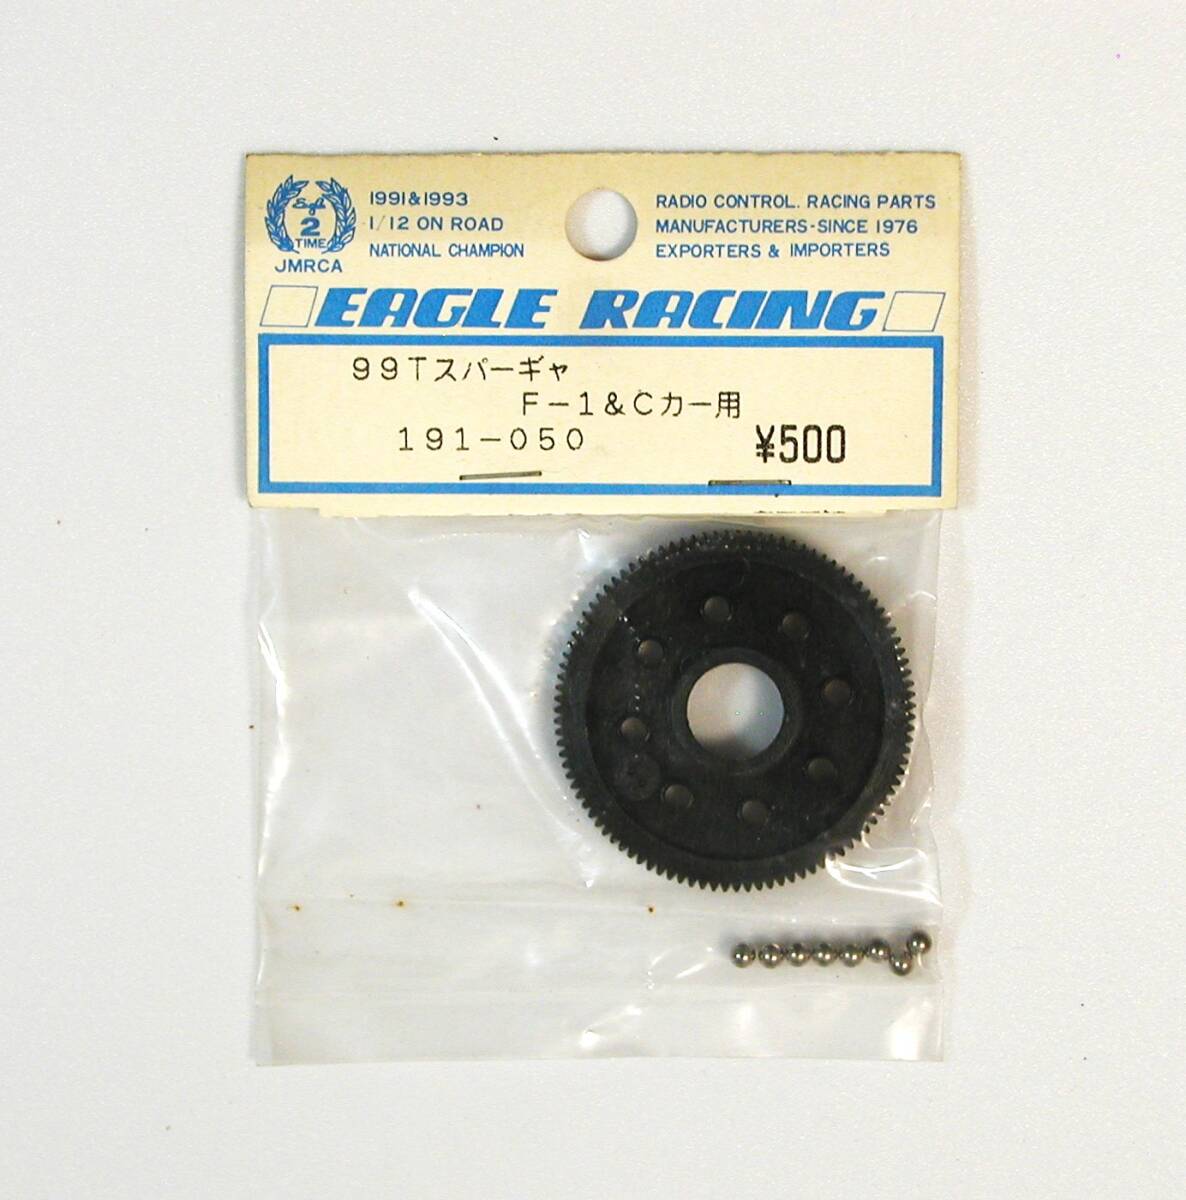 Eagle
2
TIME
JMRCA
1991&1993
1/12 ON ROAD
NATIONAL CHAMPION
RADIO CONTROL. RACING PARTS
MANUFACTURERS-SINCE 1976
EXPORTERS & IMPORTERS
EAGLE RACING
99Tスパーギャ
F-1&Cカー用
191-050
¥500